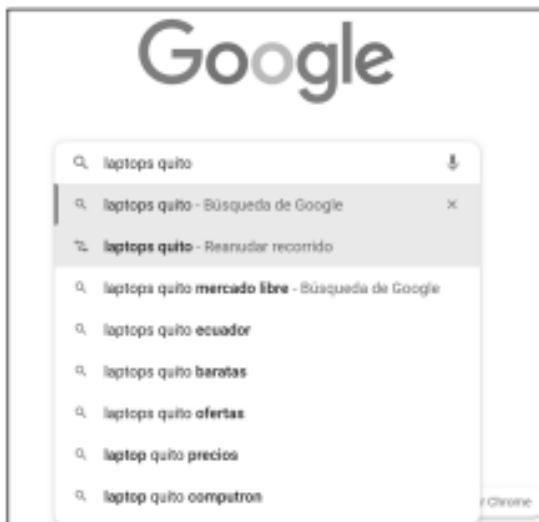 Google
laptops quito
laptops quito - Búsqueda de Google
laptops quito - Reanudar recorrido
laptops quito mercado libre - Búsqueda de Google
laptops quito ecuador
laptops quito baratas
laptops quito ofertas
laptop quito precios
laptop quito computron
Chrome